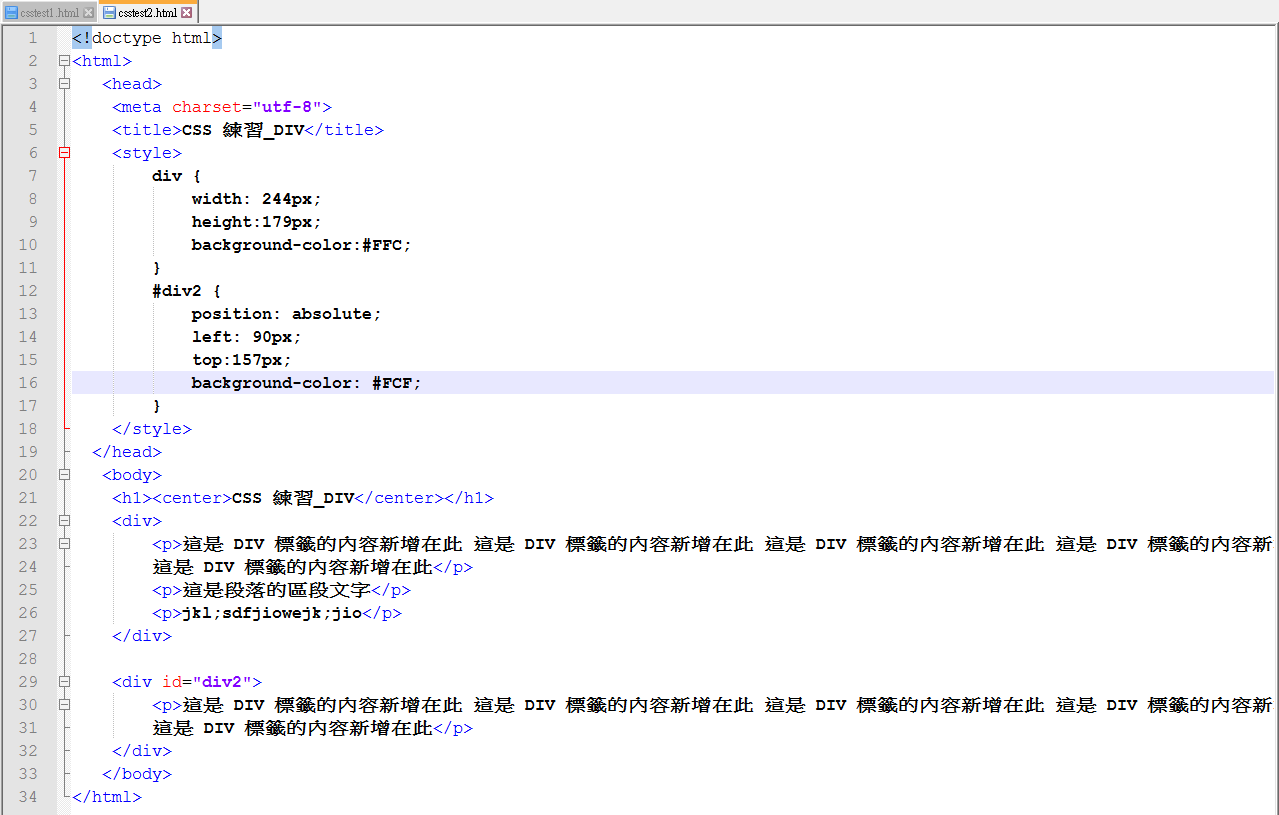 csstest1.html csstest2.html
1 <!doctype html>
2 <html>
3 <head>
4 <meta charset="utf-8">
5 <title>CSS 練習_DIV</title>
6 <style>
7 div {
8 width: 244px;
9 height:179px;
10 background-color:#FFC;
11 }
12 #div2 {
13 position: absolute;
14 left: 90px;
15 top:157px;
16 background-color: #FCF;
17 }
18 </style>
19 </head>
20 <body>
21 <h1><center>CSS 練習_DIV</center></h1>
22 <div>
23 <p>這是 DIV 標籤的內容新增在此 這是 DIV 標籤的內容新增在此 這是 DIV 標籤的內容新增在此 這是 DIV 標籤的內容新
24 這是 DIV 標籤的內容新增在此</p>
25 <p>這是段落的區段文字</p>
26 <p>jkl;sdfjiowejk;jio</p>
27 </div>
28
29 <div id="div2">
30 <p>這是 DIV 標籤的內容新增在此 這是 DIV 標籤的內容新增在此 這是 DIV 標籤的內容新增在此 這是 DIV 標籤的內容新
31 這是 DIV 標籤的內容新增在此</p>
32 </div>
33 </body>
34 </html>